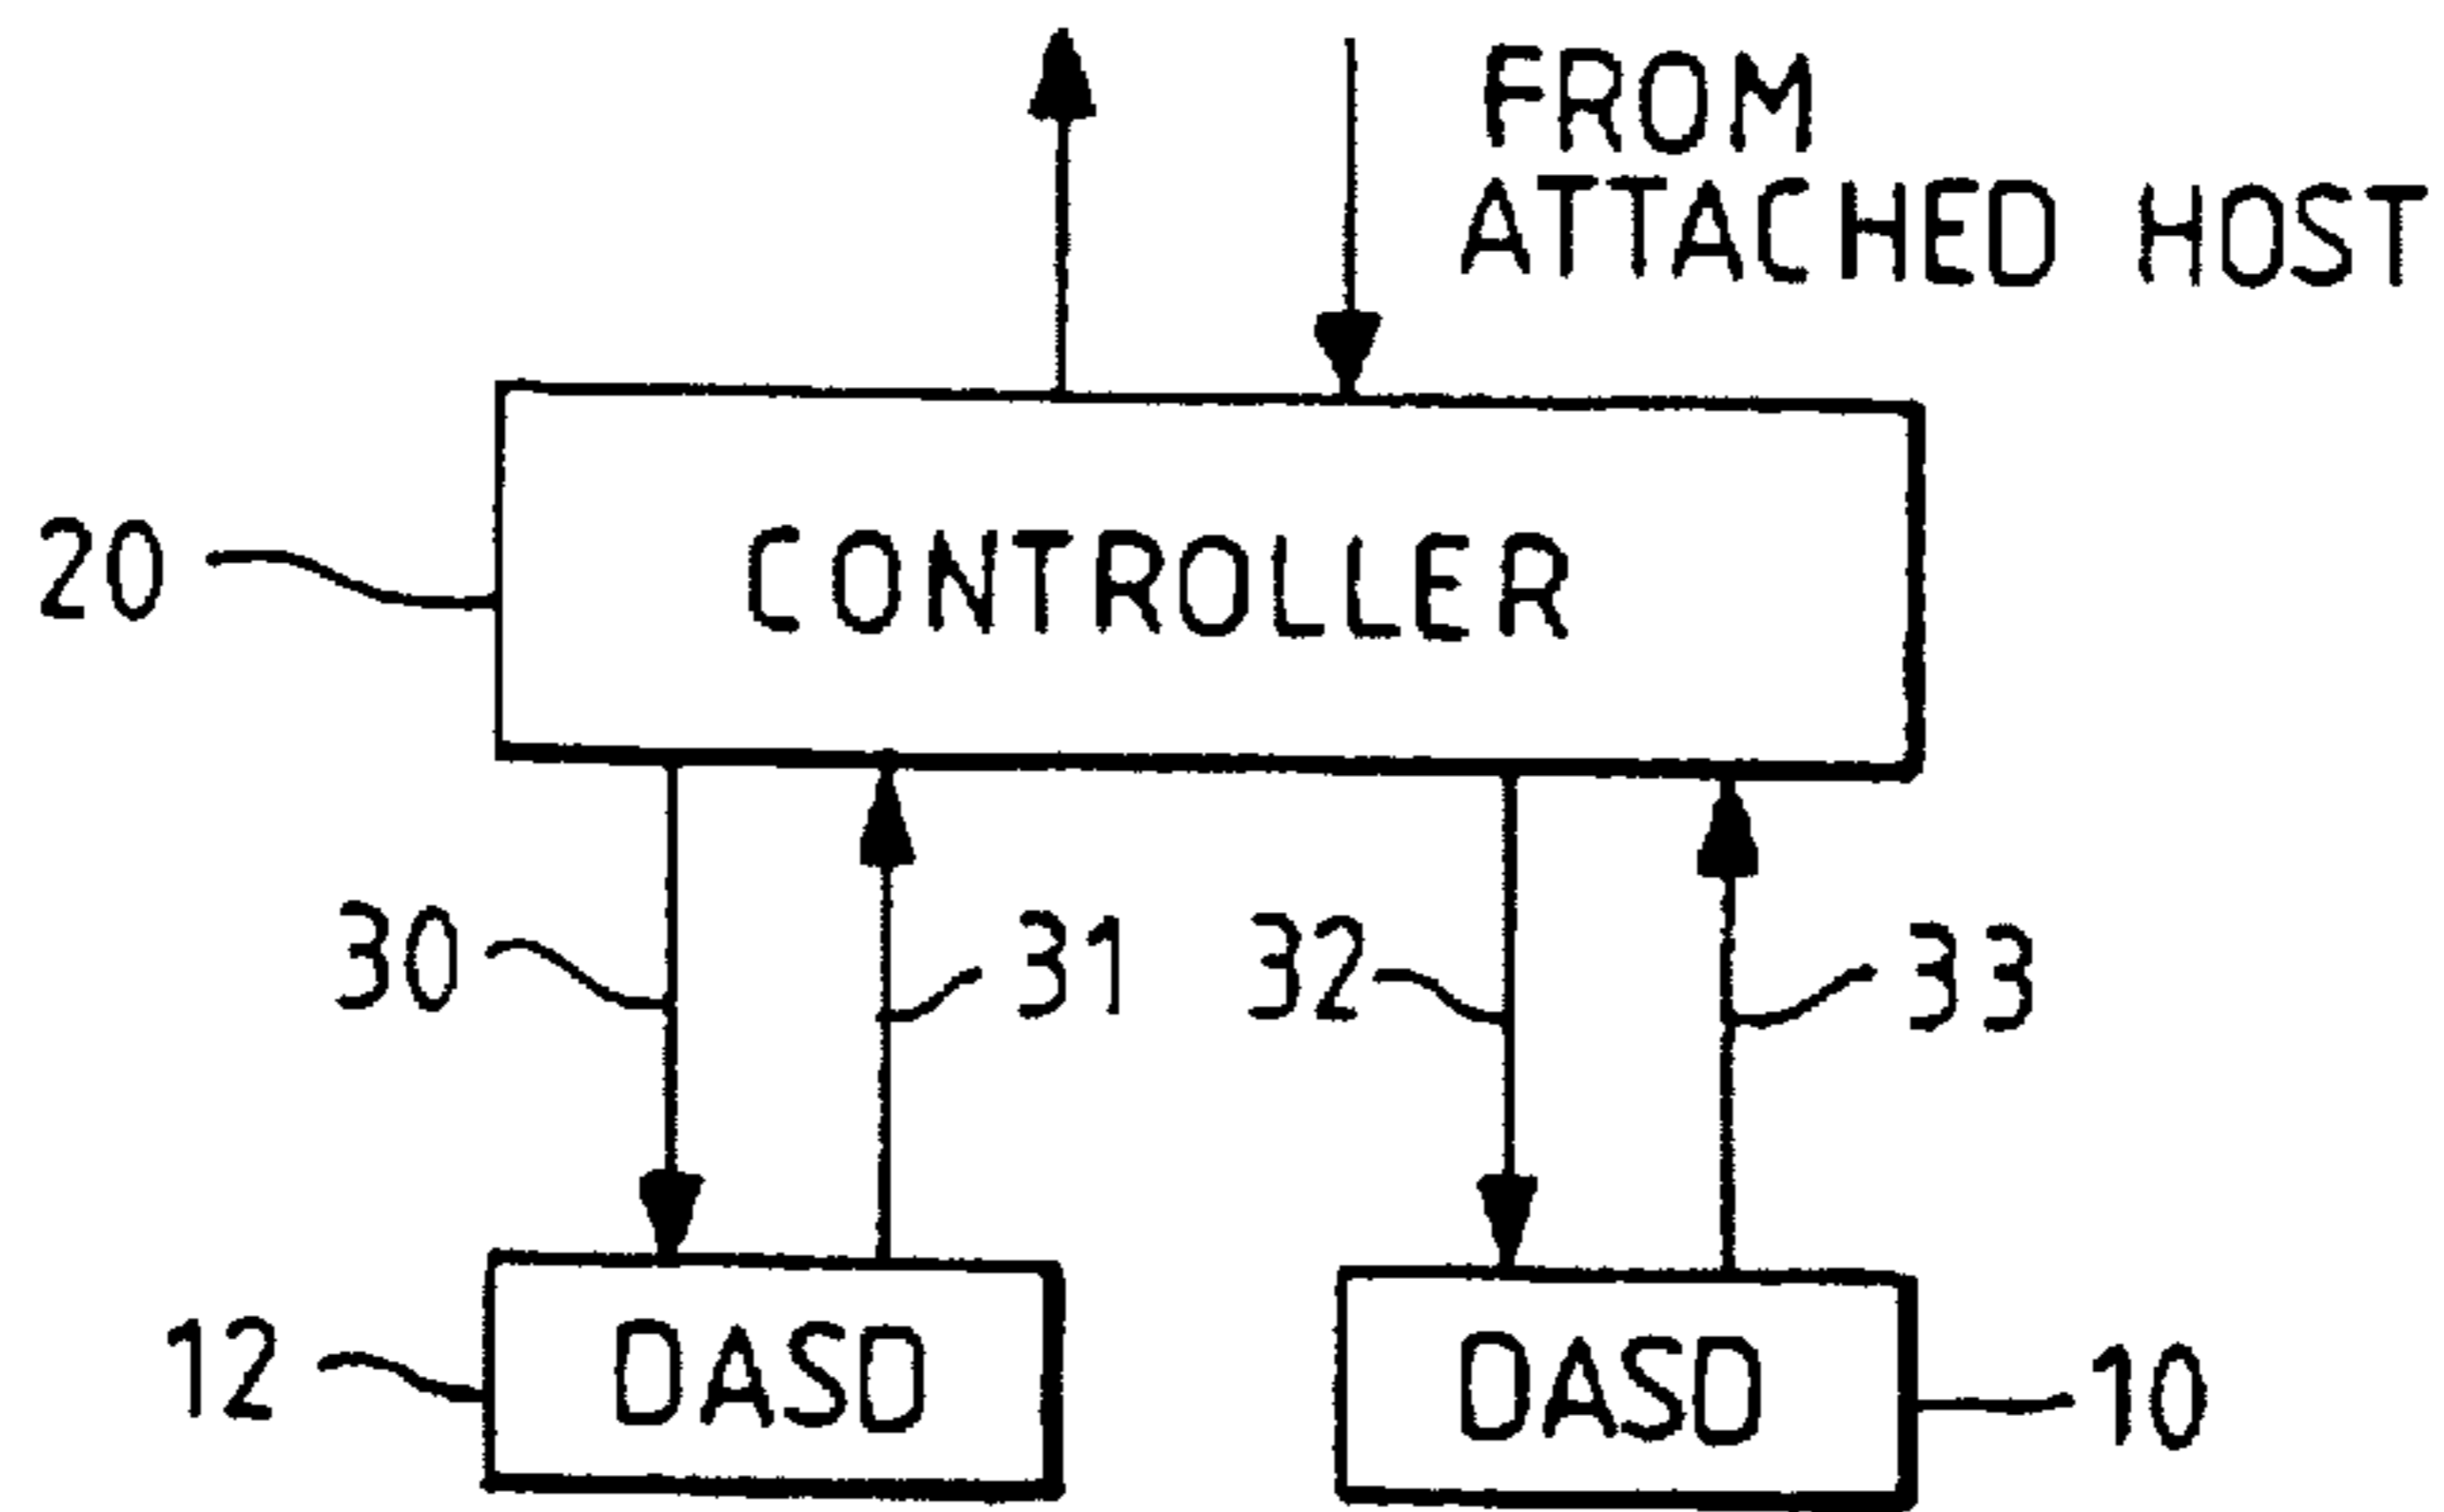 FROM
ATTACHED HOST
20
CONTROLLER
30
31
32
33
12
DASD
DASD
10